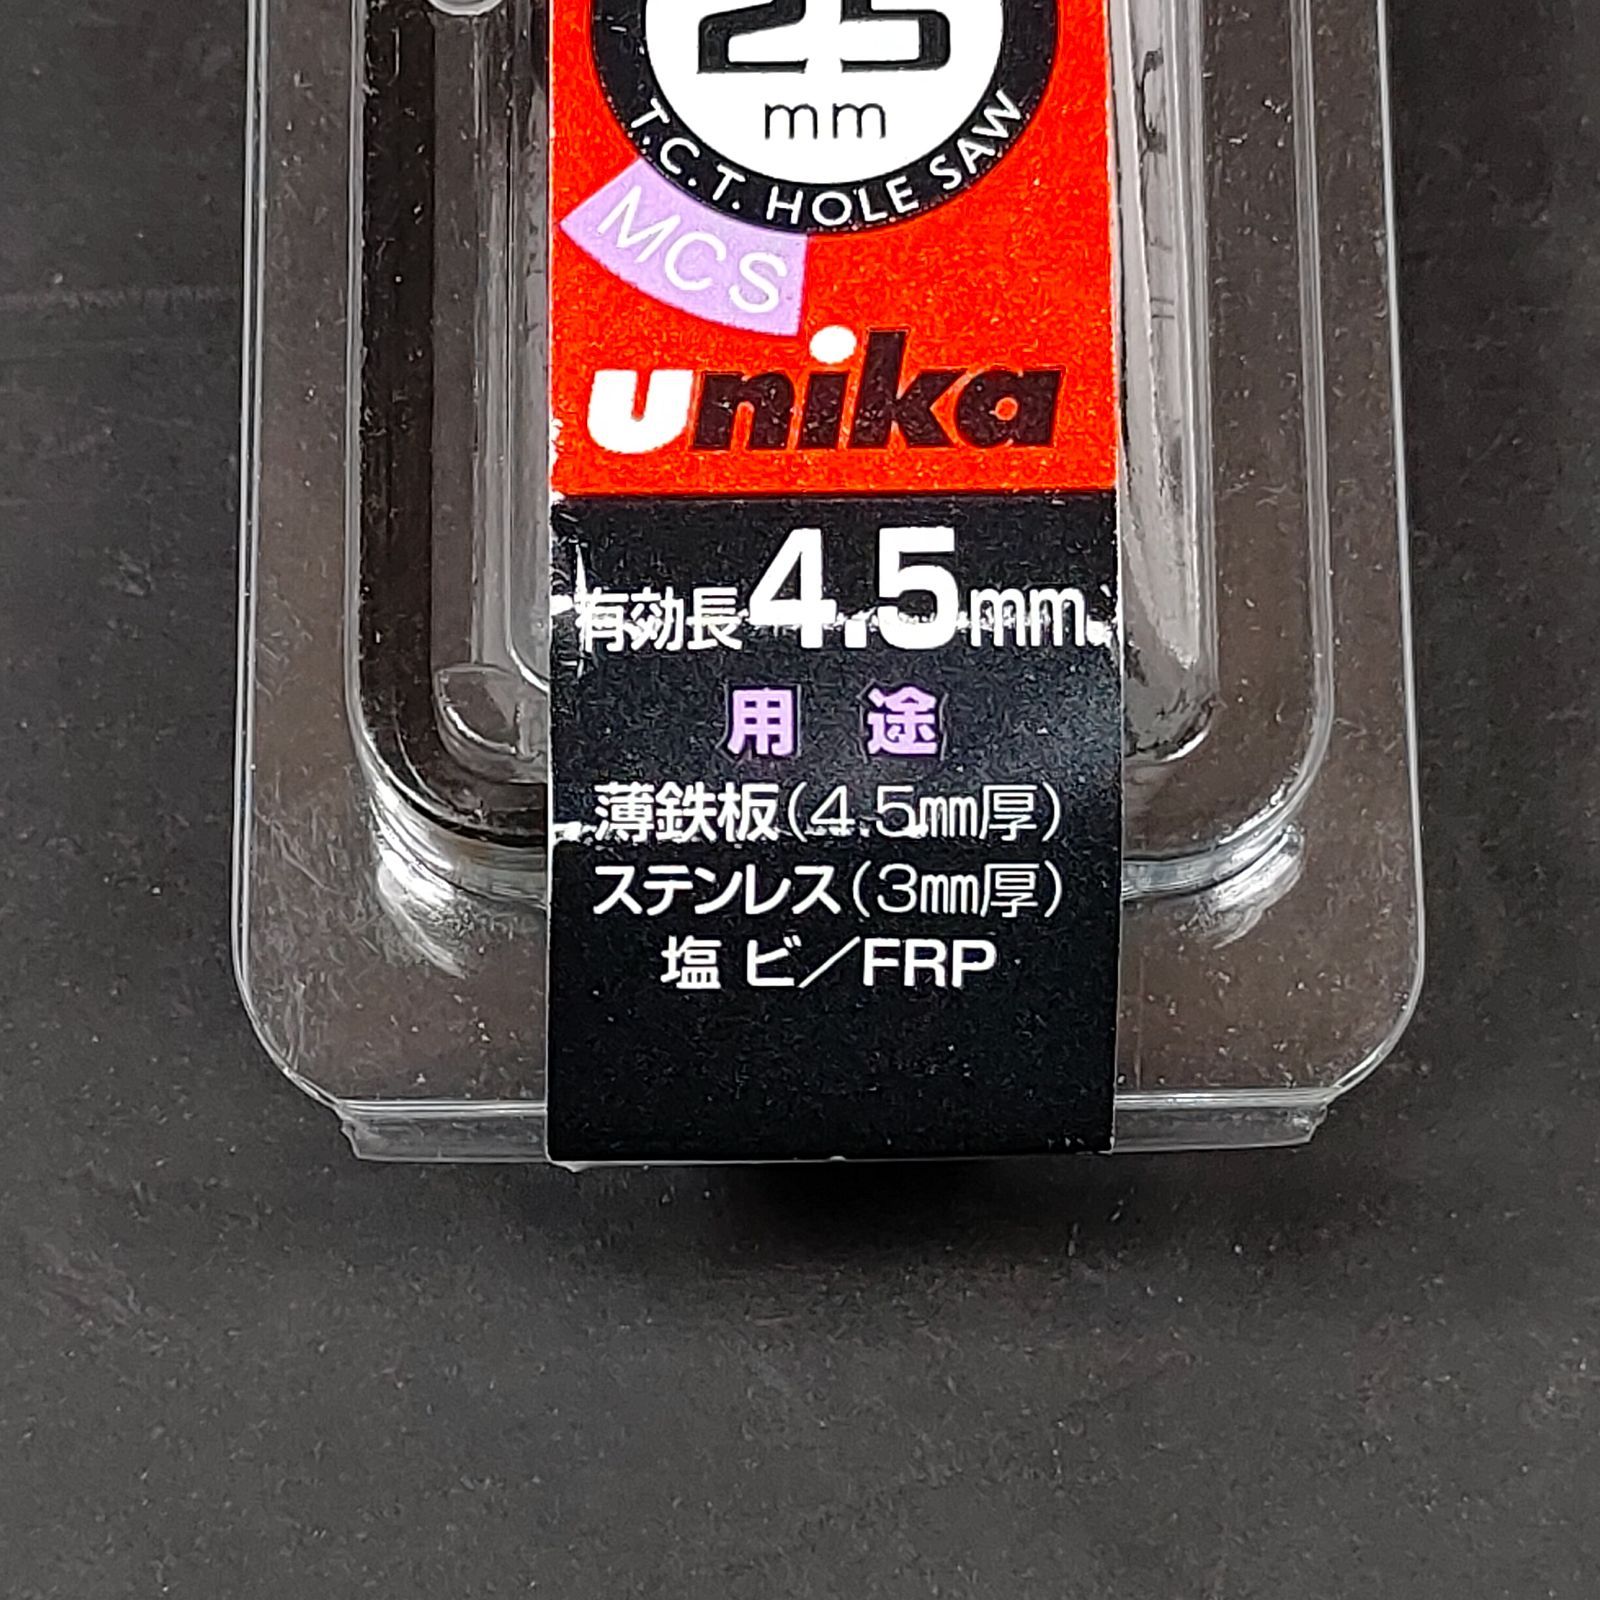 25
mm
T.C.T. HOLE SAW
MCS
unika
有効長4.5mm
用 途
薄鉄板(4.5mm厚)
ステンレス(3mm厚)
塩 ビ／FRP